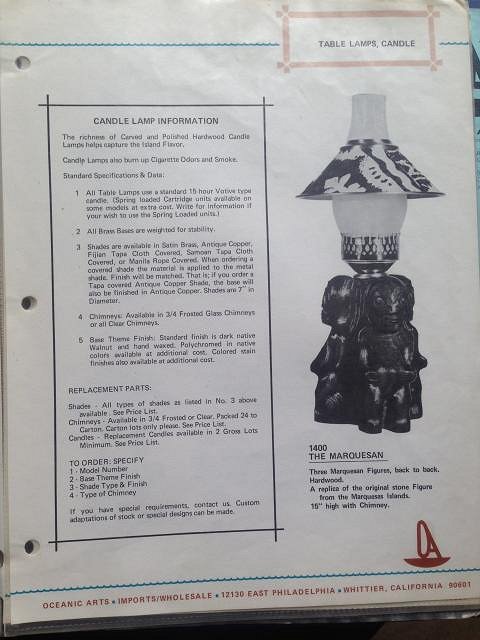 TABLE LAMPS, CANDLE
CANDLE LAMP INFORMATION
The richness of Carved and Polished Hardwood Candle
Lamps helps capture the Island Flavor.
Candle Lamps also burn up Cigarette Odors and Smoke.
Standard Specifications & Data:
1 All Table Lamps use a standard 15 hour Votive type
candle. (Spring loaded Cartridge units available on
some models at extra cost. Write for information if
your wish to use the Spring Loaded units.)
2 All Brass Bases are weighted for stability.
3 Shades are available in Satin Brass, Antique Copper,
Fijian Tapa Cloth Covered, Samoan Tapa Cloth
Covered, or Manila Rope Covered. When ordering a
covered shade the material is applied to the metal
shade. Finish will be matched. That is; if you order a
Tapa covered Antique Copper Shade, the base will
also be finished in Antique Copper. Shades are 7" in
Diameter.
4 Chimneys: Available in 3/4 Frosted Glass Chimneys
or all Clear Chimneys.
5 Base Theme Finish: Standard finish is dark native
Walnut and hand waxed. Polychromed in native
colors available at additional cost. Colored stain
finishes also available at additional cost.
REPLACEMENT PARTS:
Shades - All types of shades as listed in No. 3 above
available . See Price List.
Chimneys - Available in 3/4 Frosted or Clear. Packed 24 to
Carton. Carton lots only please. See Price List.
Candles - Replacement Candles available in 2 Gross Lots
Minimum. See Price List.
TO ORDER: SPECIFY
1 - Model Number
2 - Base Theme Finish
3 - Shade Type & Finish
4 - Type of Chimney
If you have special requirements, contact us. Custom
adaptations of stock or special designs can be made.
1400
THE MARQUESAN
Three Marquesan Figures, back to back.
Hardwood.
A replica of the original stone Figure
from the Marquesas Islands.
15" high with Chimney.
OA
OCEANIC ARTS ▪ IMPORTS/WHOLESALE ▪ 12130 EAST PHILADELPHIA ▪ WHITTIER, CALIFORNIA 90601